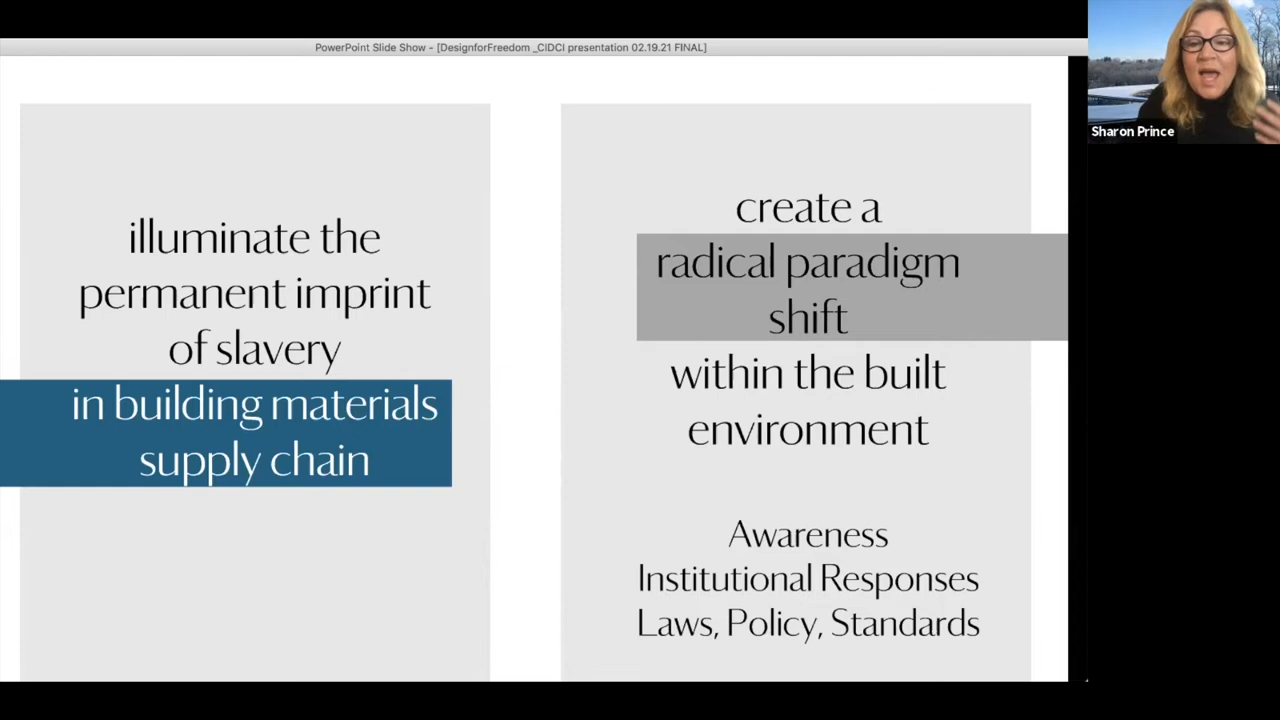 PowerPoint Slide Show - [DesignforFreedom _CIDCI presentation 02.19.21 FINAL]
Sharon Prince
illuminate the
permanent imprint
of slavery
in building materials
supply chain
create a
radical paradigm
shift
within the built
environment
Awareness
Institutional Responses
Laws, Policy, Standards